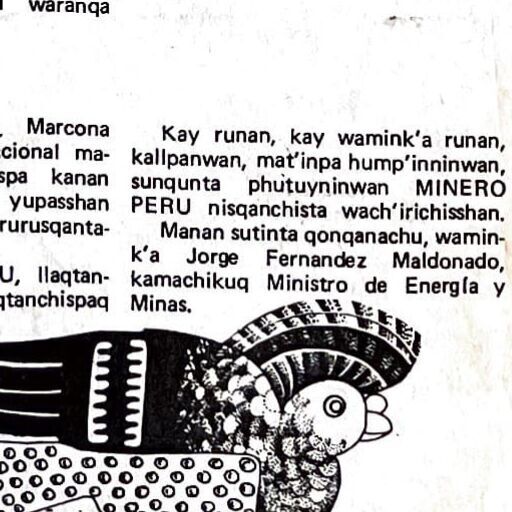 waranqa
Marcona
cional ma-
spa kanan
yupasshan
rurusqanta-
U, llaqtan-
qtanchispaq
Kay runan, kay wamink'a runan,
kallpanwan, mat'inpa hump'inninwan,
sunqunta phutuyninwan MINERO
PERU nisqanchista wach'irichisshan.
Manan sutinta qonqanachu, wamin-
k'a Jorge Fernandez Maldonado,
kamachikuq Ministro de Energía y
Minas.